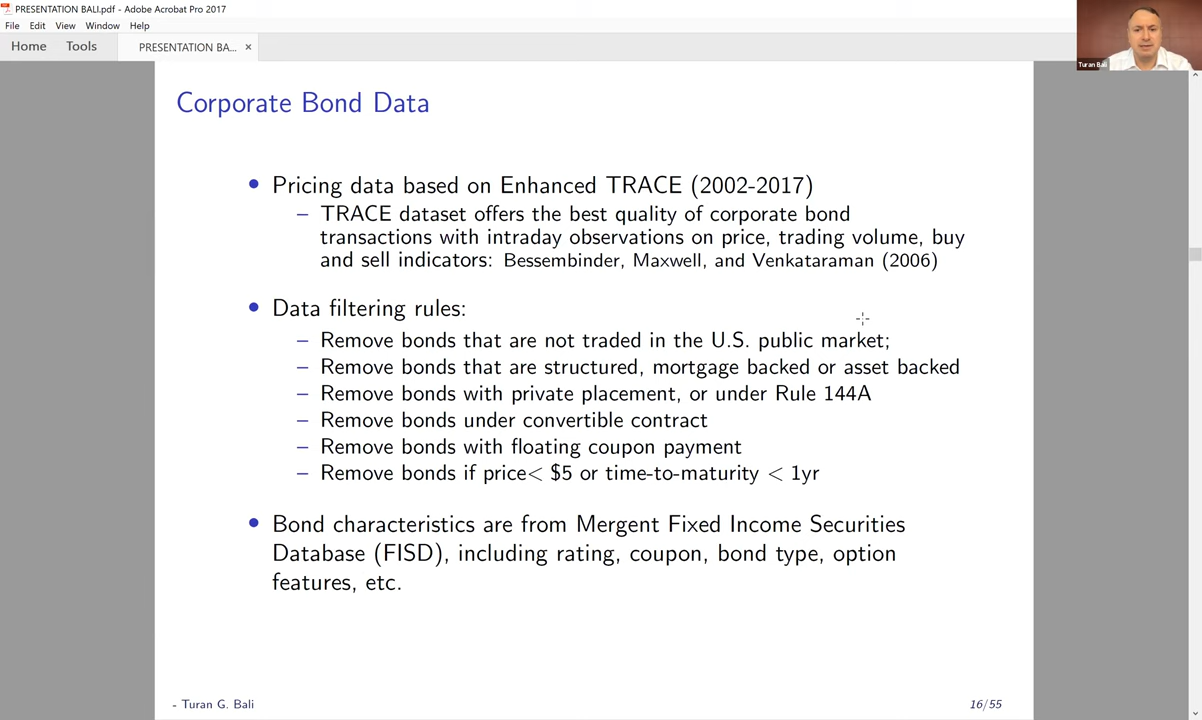 PRESENTATION BALI.pdf - Adobe Acrobat Pro 2017
File Edit View Window Help
Home Tools PRESENTATION BA... ×
Turan Bali
Corporate Bond Data
• Pricing data based on Enhanced TRACE (2002-2017)
– TRACE dataset offers the best quality of corporate bond
transactions with intraday observations on price, trading volume, buy
and sell indicators: Bessembinder, Maxwell, and Venkataraman (2006)
• Data filtering rules:
– Remove bonds that are not traded in the U.S. public market;
– Remove bonds that are structured, mortgage backed or asset backed
– Remove bonds with private placement, or under Rule 144A
– Remove bonds under convertible contract
– Remove bonds with floating coupon payment
– Remove bonds if price< $5 or time-to-maturity < 1yr
• Bond characteristics are from Mergent Fixed Income Securities
Database (FISD), including rating, coupon, bond type, option
features, etc.
- Turan G. Bali 16/55